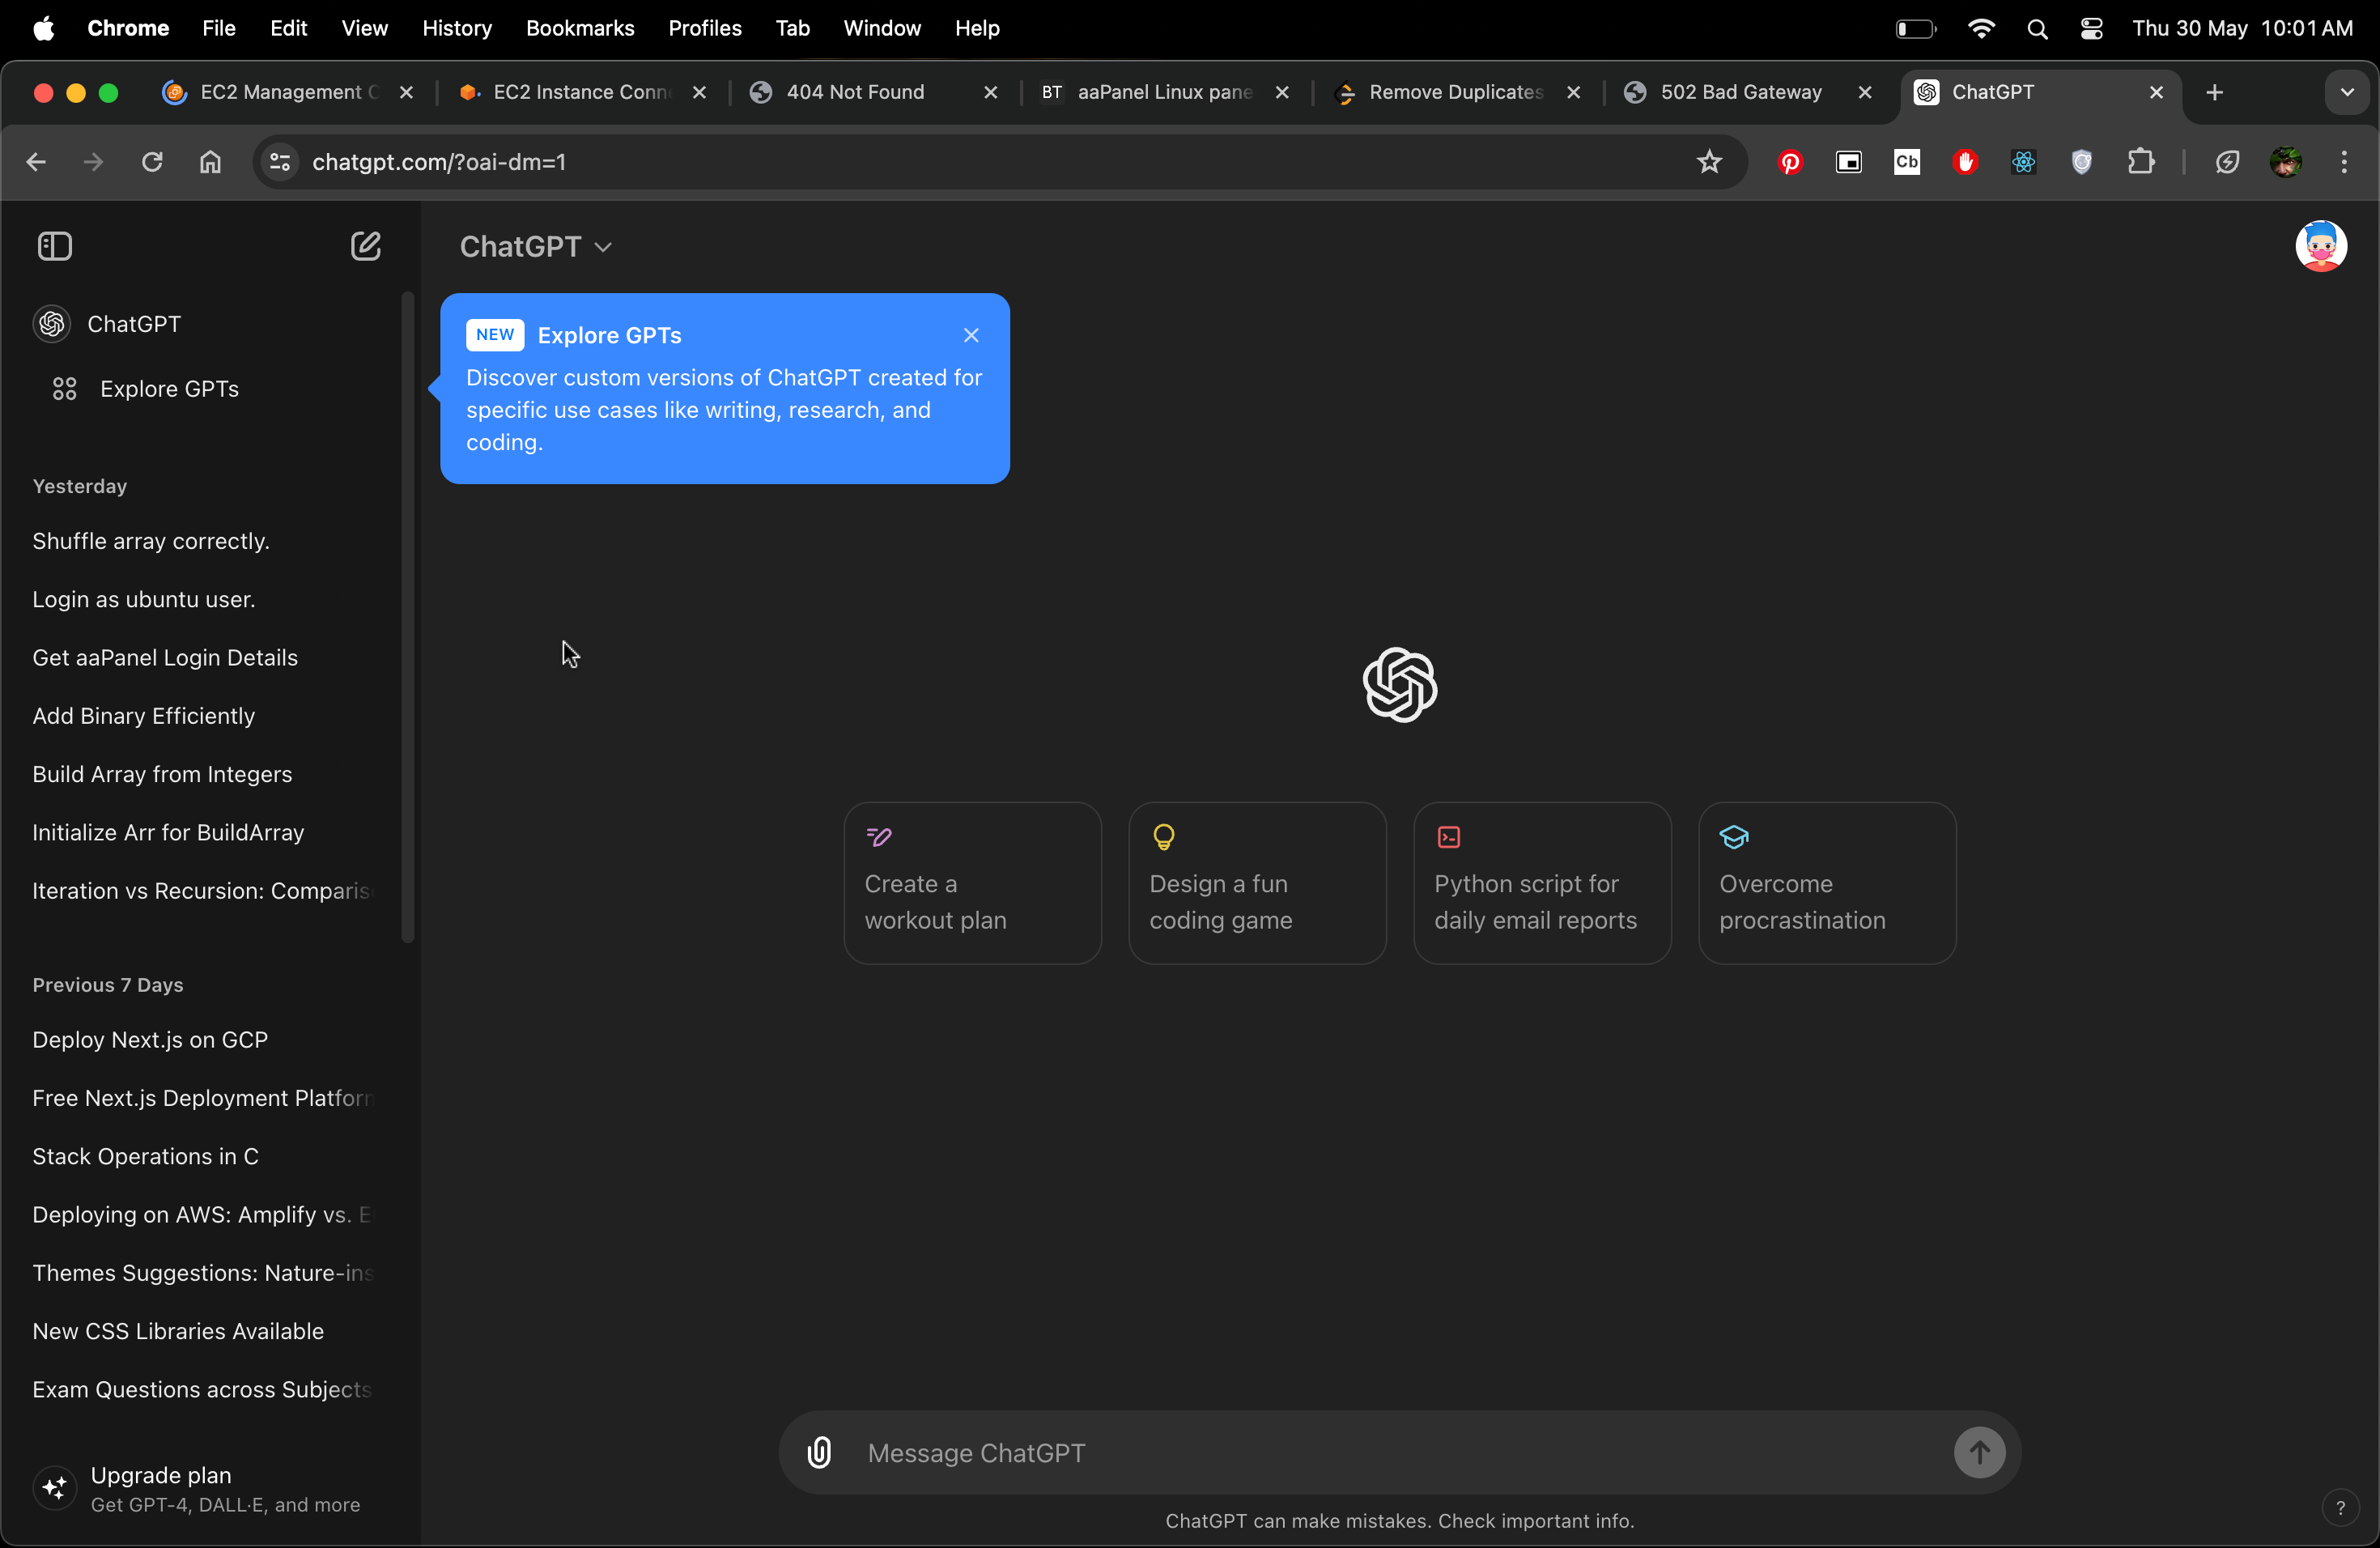 Chrome File Edit View History Bookmarks Profiles Tab Window Help Thu 30 May 10:01 AM
EC2 Management C EC2 Instance Conn 404 Not Found BT aaPanel Linux pane Remove Duplicates 502 Bad Gateway ChatGPT
chatgpt.com/?oai-dm=1 Cb
ChatGPT
ChatGPT
Explore GPTs
NEW Explore GPTs
Discover custom versions of ChatGPT created for
specific use cases like writing, research, and
coding.
Yesterday
Shuffle array correctly.
Login as ubuntu user.
Get aaPanel Login Details
Add Binary Efficiently
Build Array from Integers
Initialize Arr for BuildArray
Iteration vs Recursion: Comparis
Previous 7 Days
Deploy Next.js on GCP
Free Next.js Deployment Platform
Stack Operations in C
Deploying on AWS: Amplify vs. E
Themes Suggestions: Nature-ins
New CSS Libraries Available
Exam Questions across Subjects
Upgrade plan
Get GPT-4, DALL·E, and more
Create a
workout plan
Design a fun
coding game
Python script for
daily email reports
Overcome
procrastination
Message ChatGPT
ChatGPT can make mistakes. Check important info.
?